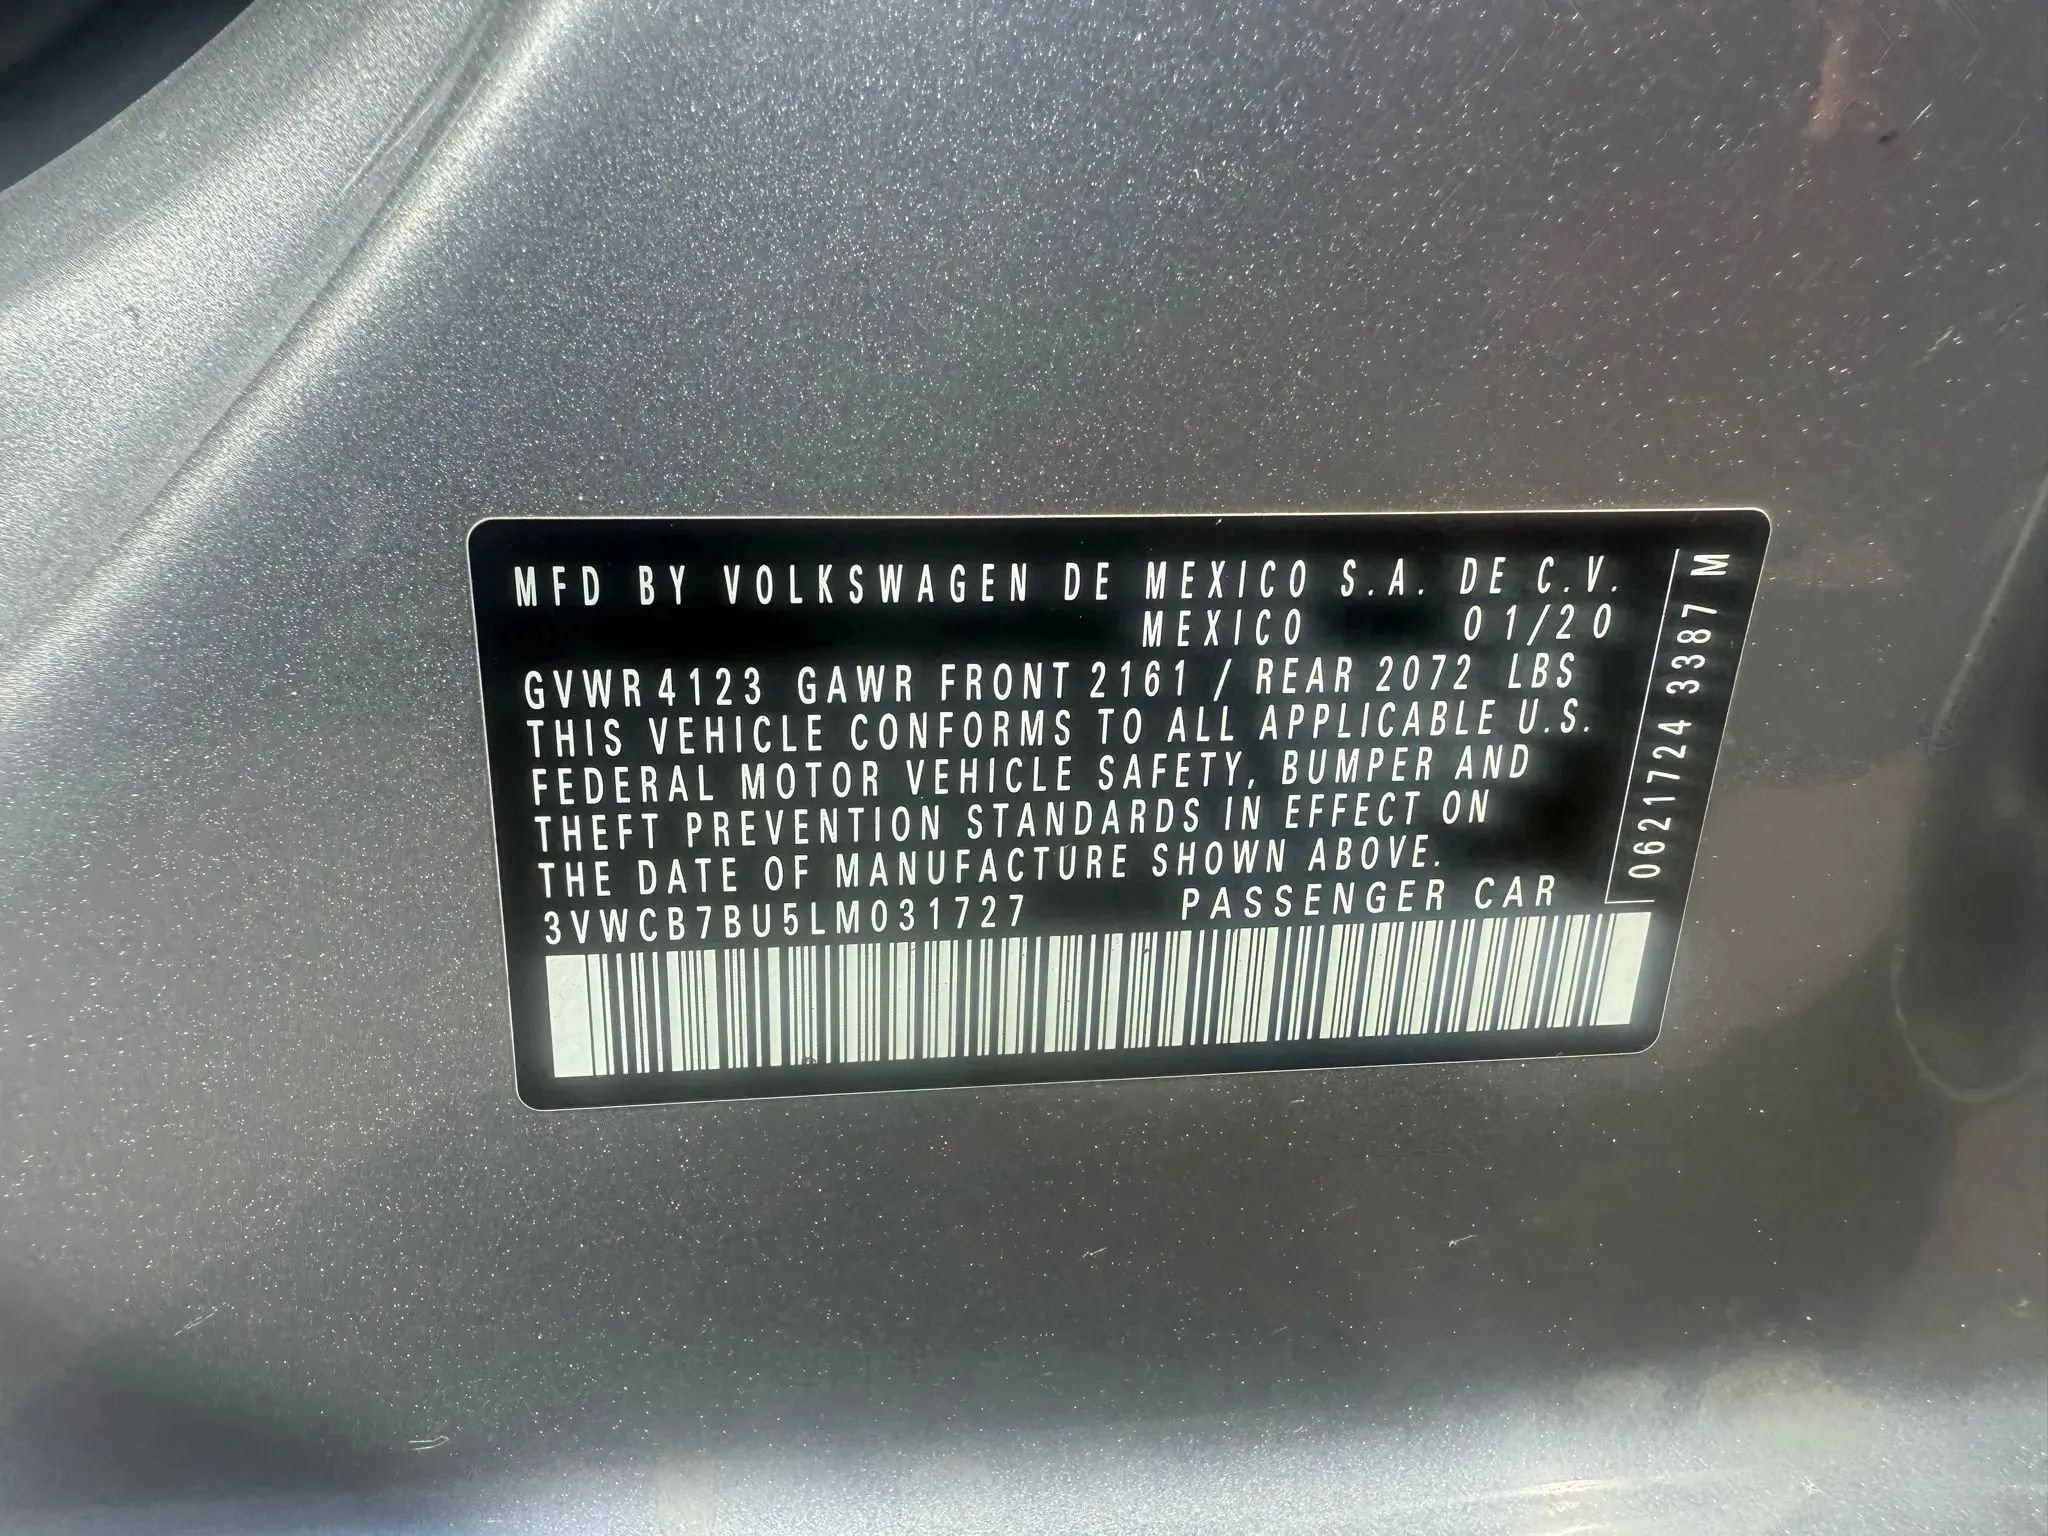 MFD BY VOLKSWAGEN DE MEXICO S.A. DE C.V.
MEXICO 01/20
GVWR 4123 GAWR FRONT 2161 / REAR 2072 LBS
THIS VEHICLE CONFORMS TO ALL APPLICABLE U.S.
FEDERAL MOTOR VEHICLE SAFETY, BUMPER AND
THEFT PREVENTION STANDARDS IN EFFECT ON
THE DATE OF MANUFACTURE SHOWN ABOVE.
3VWCB7BU5LM031727 PASSENGER CAR
0621724 3387 M